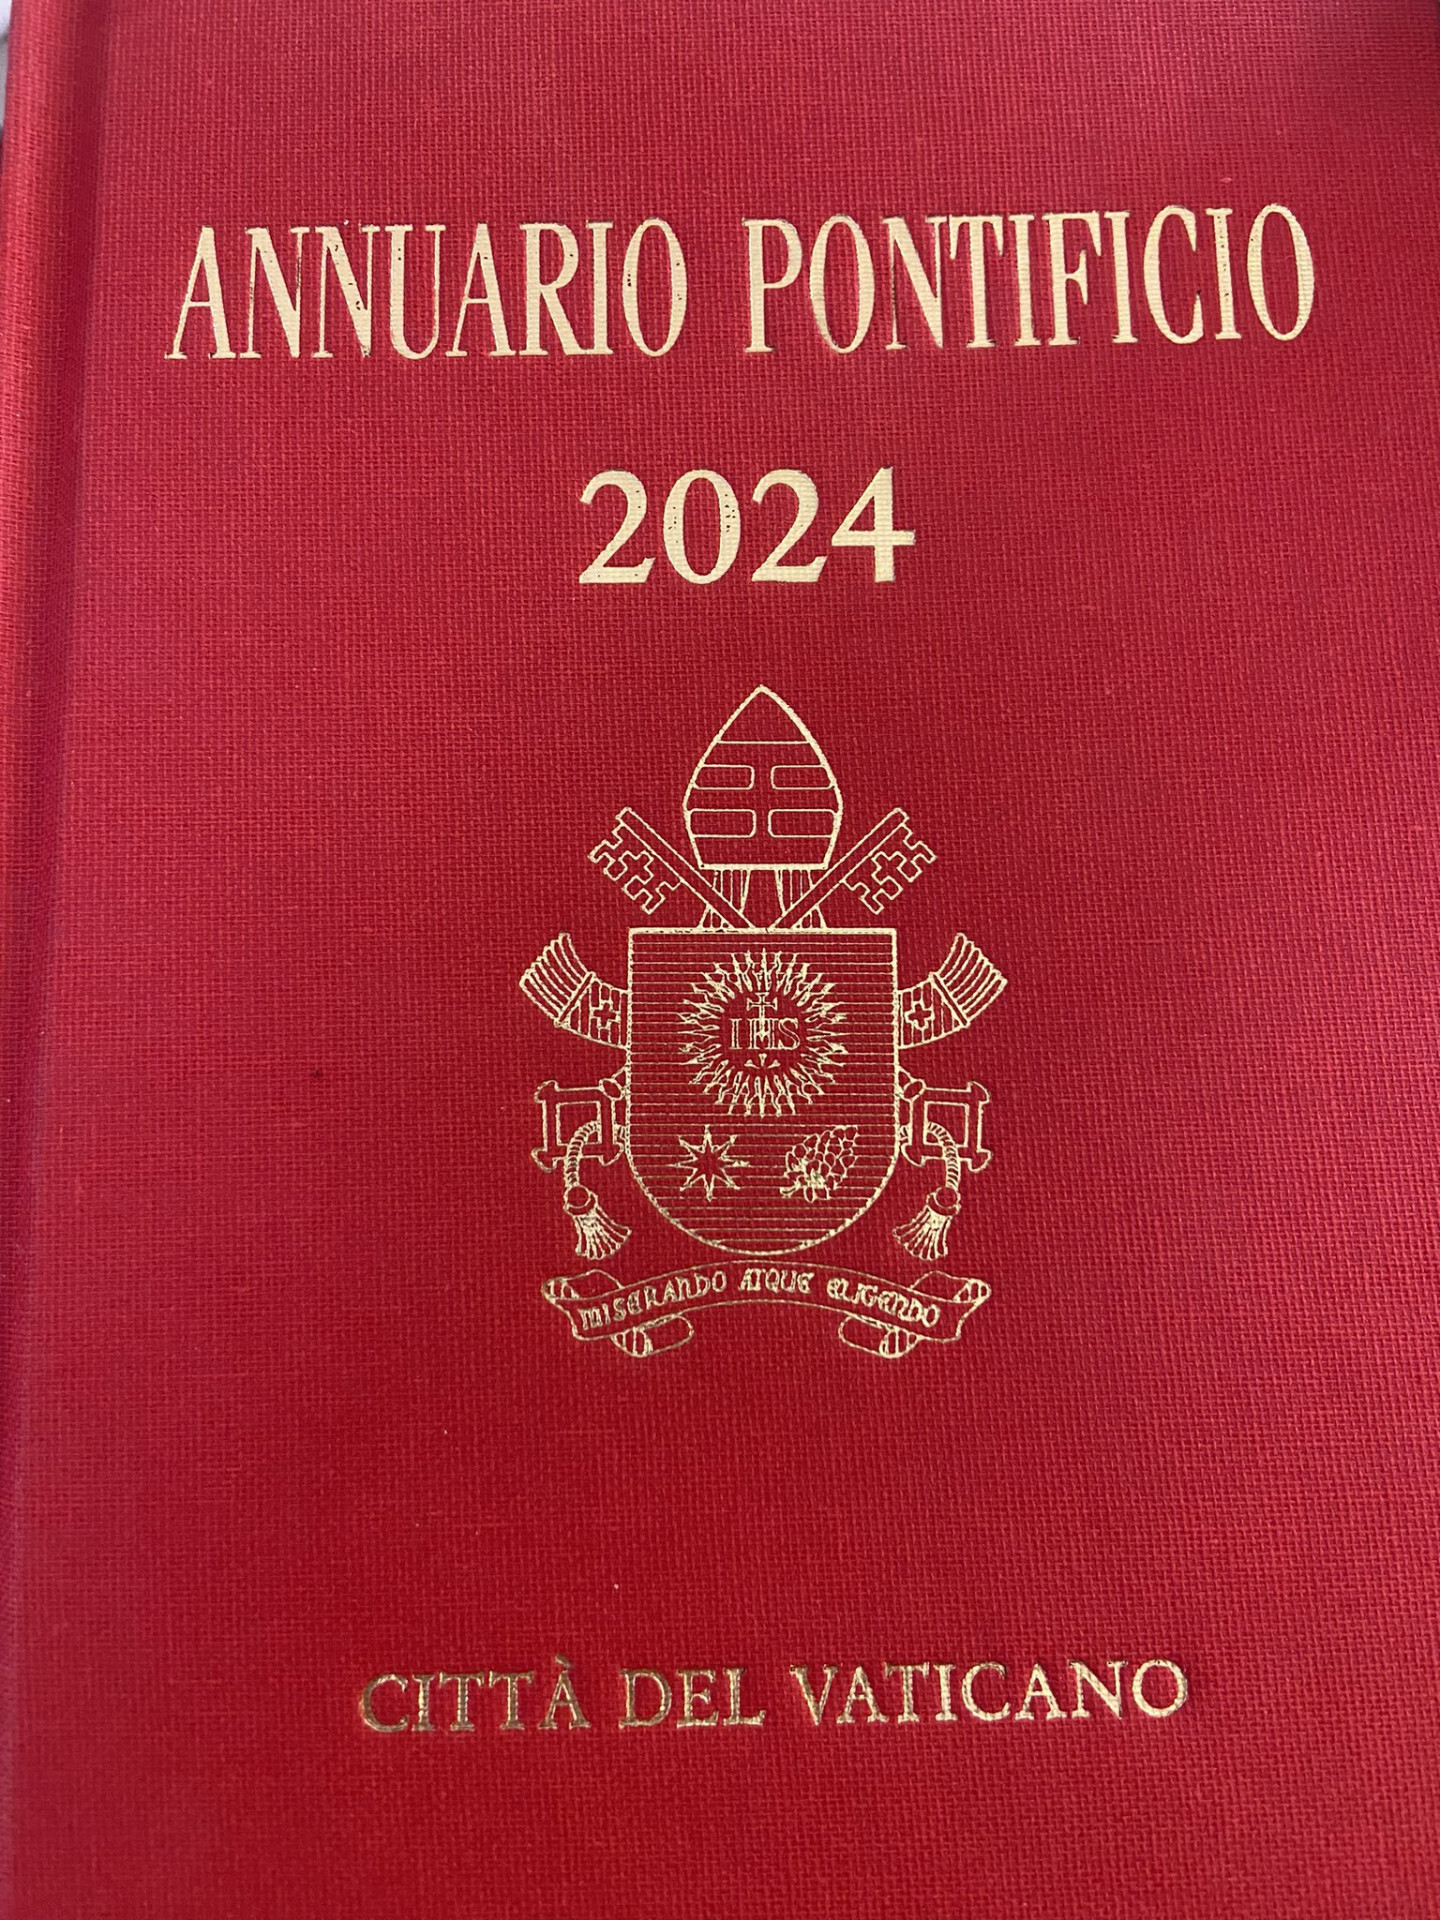 ANNUARIO PONTIFICIO
2024
IHS
MISERANDO ATQUE ELIGENDO
CITTÀ DEL VATICANO